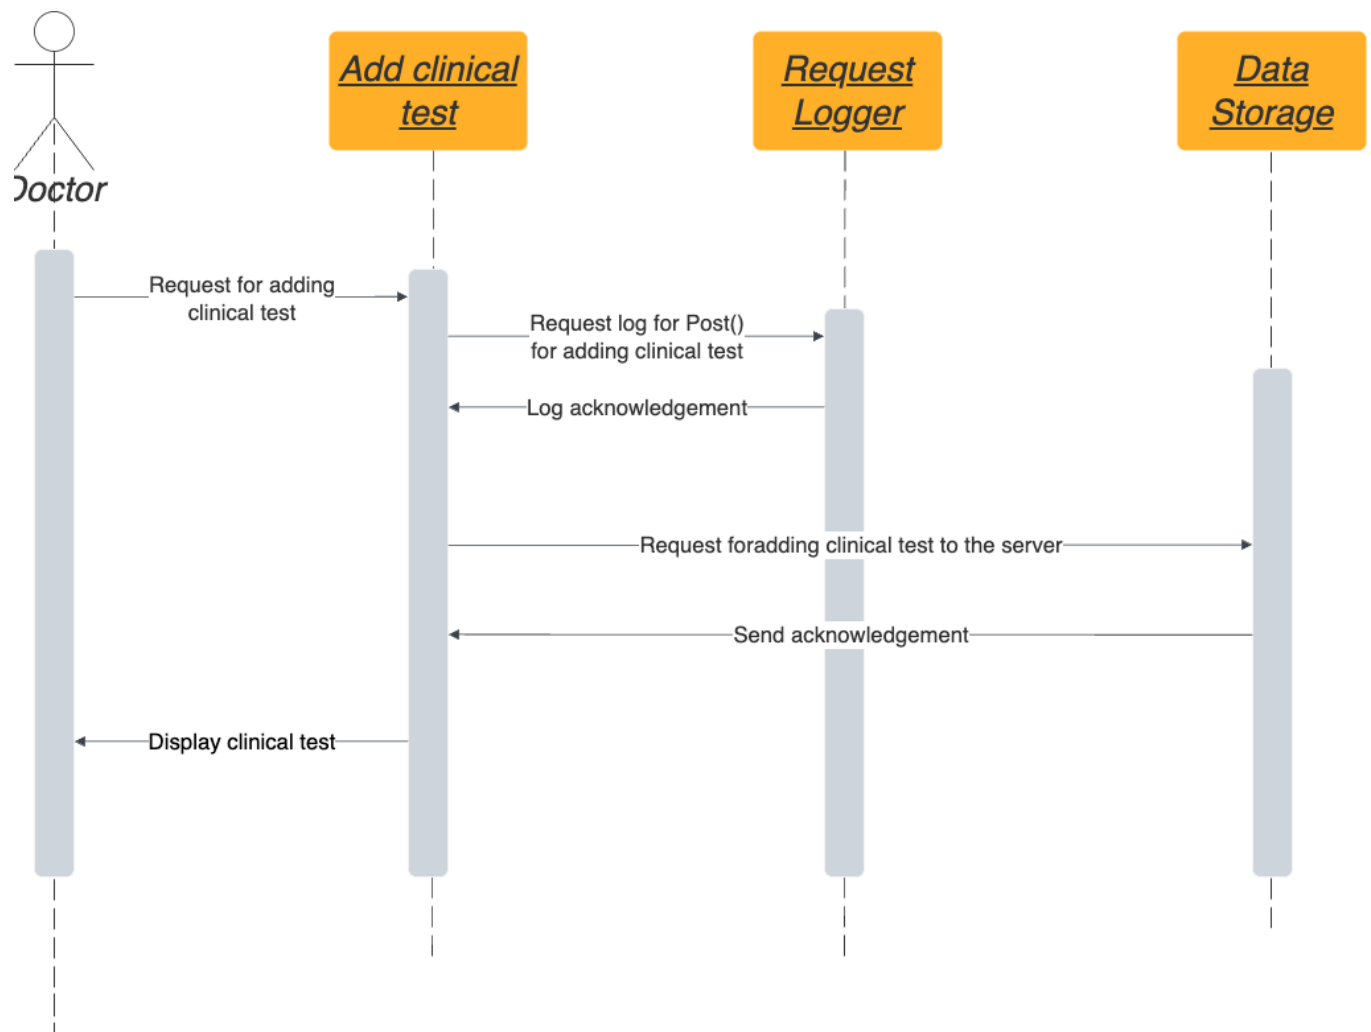 Add clinical
test
Request
Logger
Data
Storage
Doctor
Request for adding
clinical test
Request log for Post()
for adding clinical test
Log acknowledgement
Request foradding clinical test to the server
Send acknowledgement
Display clinical test